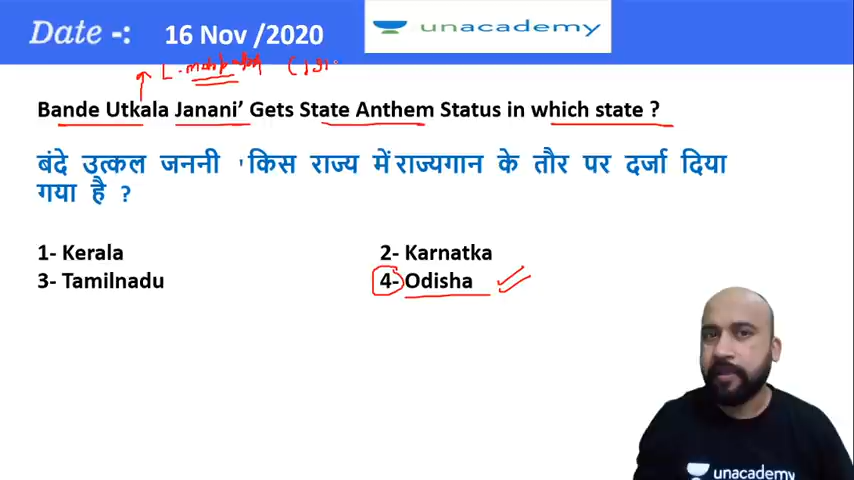 Date -: 16 Nov /2020 unacademy
Bande Utkala Janani’ Gets State Anthem Status in which state ?
बंदे उत्कल जननी 'किस राज्य में राज्यगान के तौर पर दर्जा दिया
गया है ?
1- Kerala 2- Karnatka
3- Tamilnadu 4- Odisha
unacademy